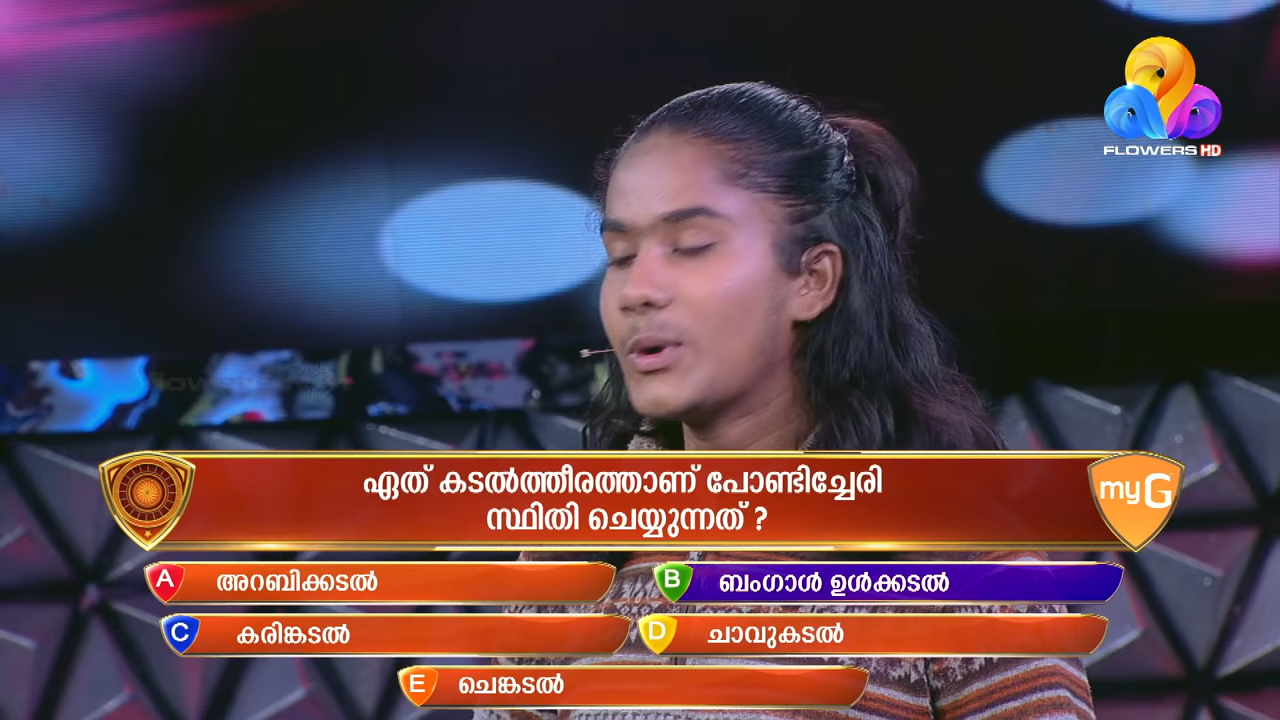 FLOWERS HD
ഏത് കടൽത്തീരത്താണ് പോണ്ടിച്ചേരി
സ്ഥിതി ചെയ്യുന്നത് ?
myG
A അറബിക്കടൽ
B ബംഗാൾ ഉൾക്കടൽ
C കരിങ്കടൽ
D ചാവുകടൽ
E ചെങ്കടൽ